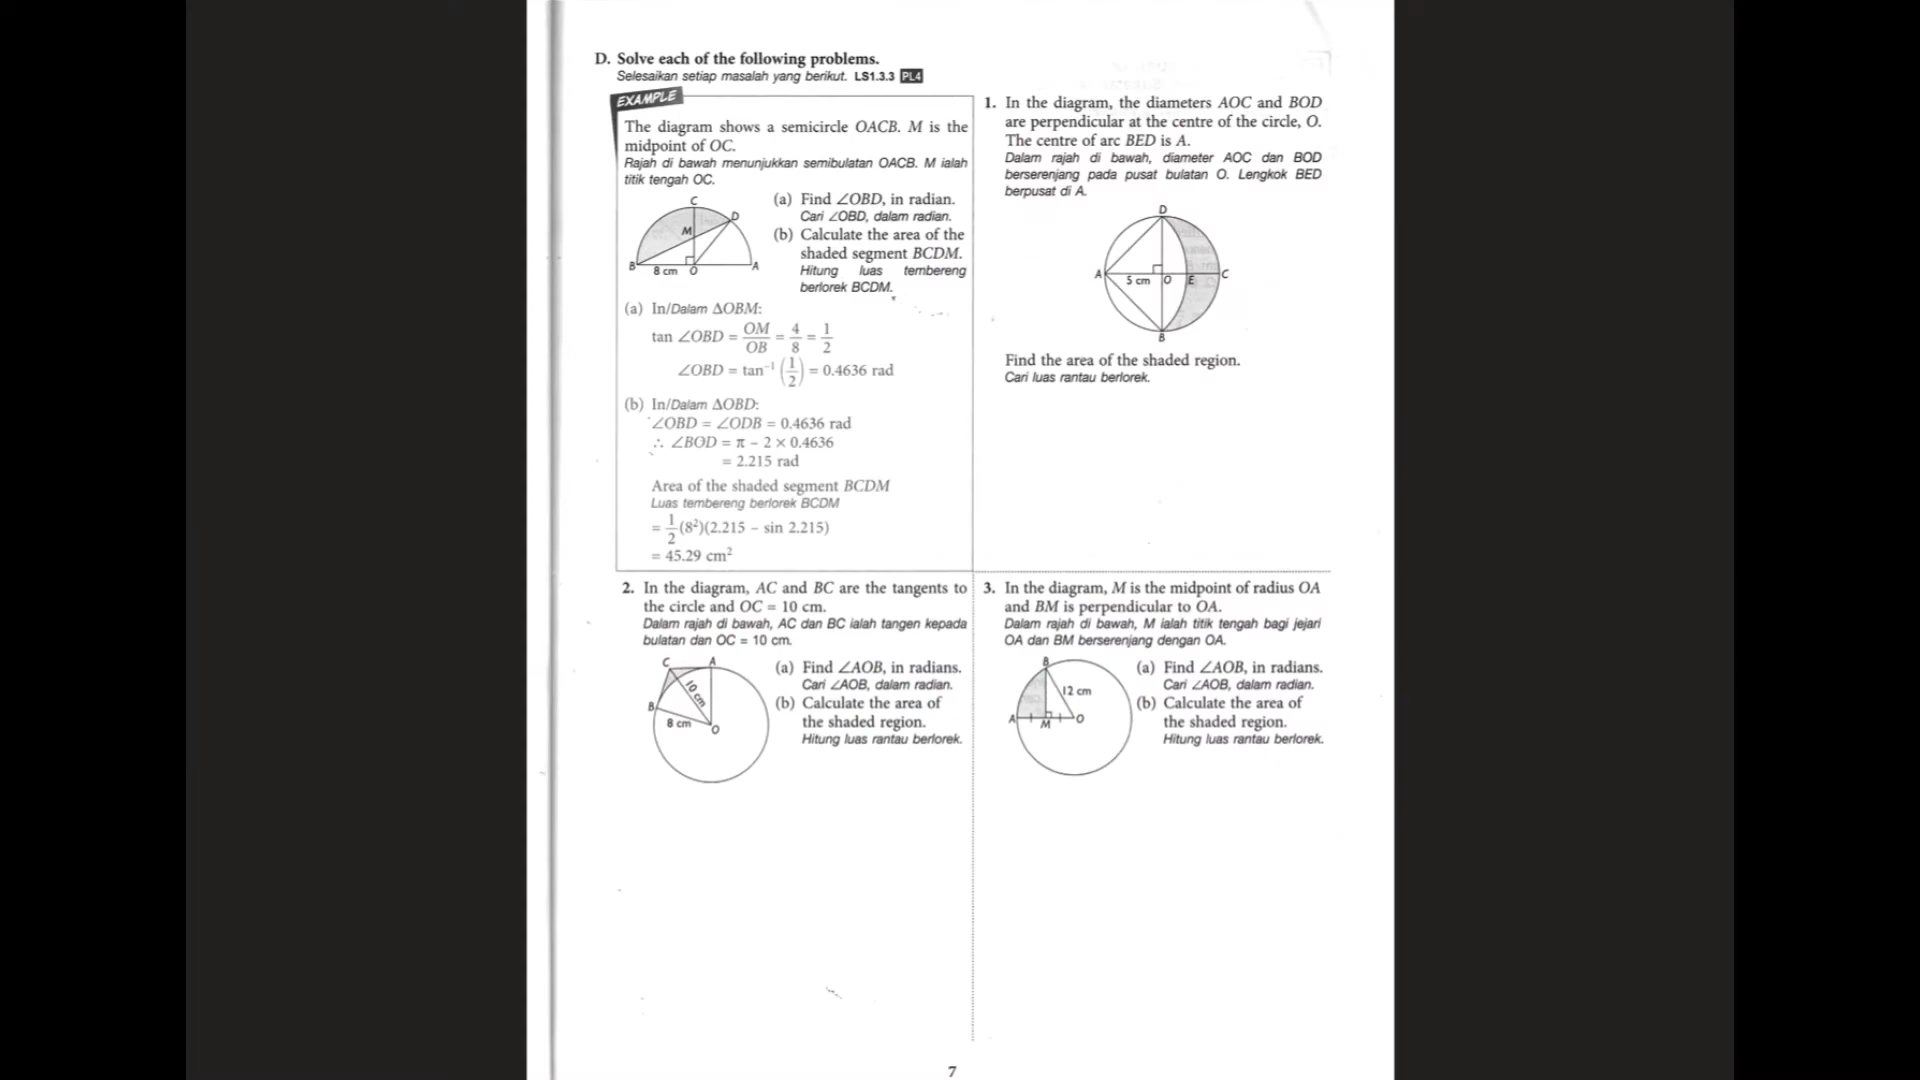 D. Solve each of the following problems.
Selesaikan setiap masalah yang berikut. LS1.3.3 PL4
EXAMPLE
The diagram shows a semicircle OACB. M is the
midpoint of OC.
Rajah di bawah menunjukkan semibulatan OACB. M ialah
titik tengah OC.
C
D
M
B
8 cm
O
A
(a) Find ∠OBD, in radian.
Cari ∠OBD, dalam radian.
(b) Calculate the area of the
shaded segment BCDM.
Hitung luas tembereng
berlorek BCDM.
(a) In/Dalam ΔOBM:
tan ∠OBD = OM/OB = 4/8 = 1/2
∠OBD = tan⁻¹ (1/2) = 0.4636 rad
(b) In/Dalam ΔOBD:
∠OBD = ∠ODB = 0.4636 rad
∴ ∠BOD = π − 2 × 0.4636
= 2.215 rad
Area of the shaded segment BCDM
Luas tembereng berlorek BCDM
= 1/2 (8²)(2.215 − sin 2.215)
= 45.29 cm²
1. In the diagram, the diameters AOC and BOD
are perpendicular at the centre of the circle, O.
The centre of arc BED is A.
Dalam rajah di bawah, diameter AOC dan BOD
berserenjang pada pusat bulatan O. Lengkok BED
berpusat di A.
D
A
5 cm
O
E
C
B
Find the area of the shaded region.
Cari luas rantau berlorek.
2. In the diagram, AC and BC are the tangents to
the circle and OC = 10 cm.
Dalam rajah di bawah, AC dan BC ialah tangen kepada
bulatan dan OC = 10 cm.
C
A
10 cm
B
8 cm
O
(a) Find ∠AOB, in radians.
Cari ∠AOB, dalam radian.
(b) Calculate the area of
the shaded region.
Hitung luas rantau berlorek.
3. In the diagram, M is the midpoint of radius OA
and BM is perpendicular to OA.
Dalam rajah di bawah, M ialah titik tengah bagi jejari
OA dan BM berserenjang dengan OA.
B
12 cm
A
M
O
(a) Find ∠AOB, in radians.
Cari ∠AOB, dalam radian.
(b) Calculate the area of
the shaded region.
Hitung luas rantau berlorek.
7